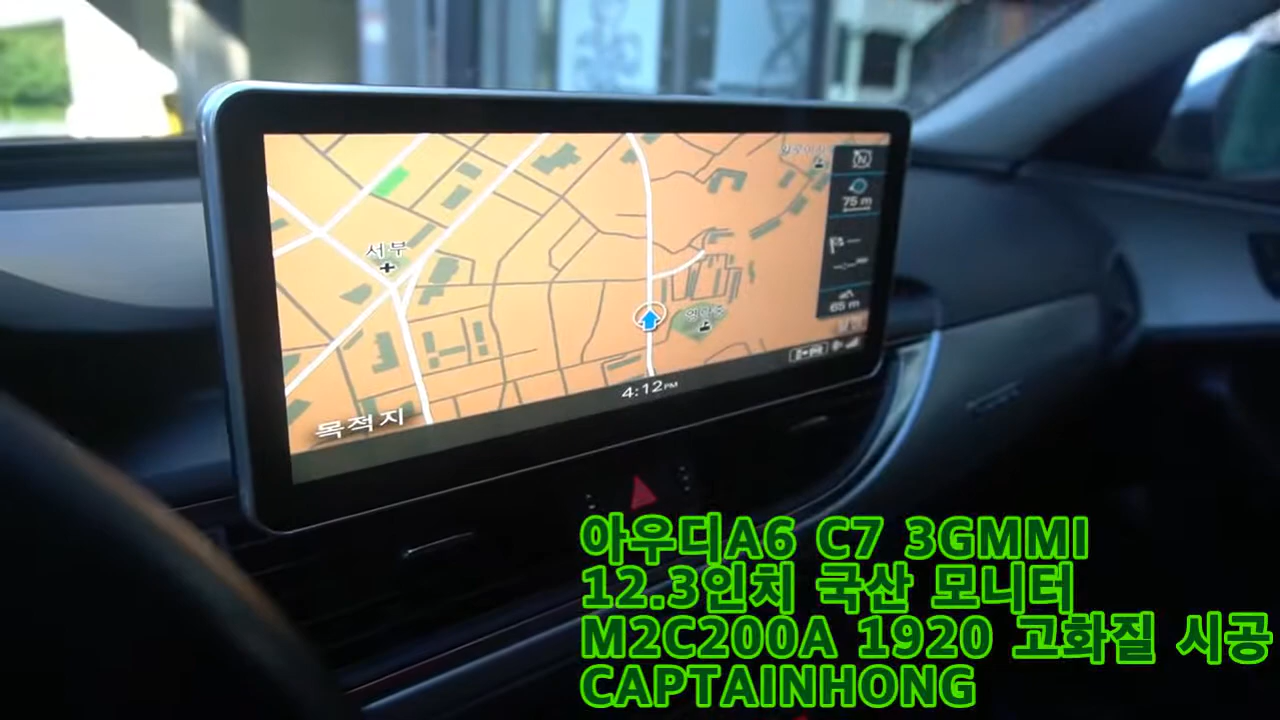 N
75 m
서부
65 m
4:12PM
목적지
아우디A6 C7 3GMMI
12.3인치 국산 모니터
M2C200A 1920 고화질 시공
CAPTAINHONG